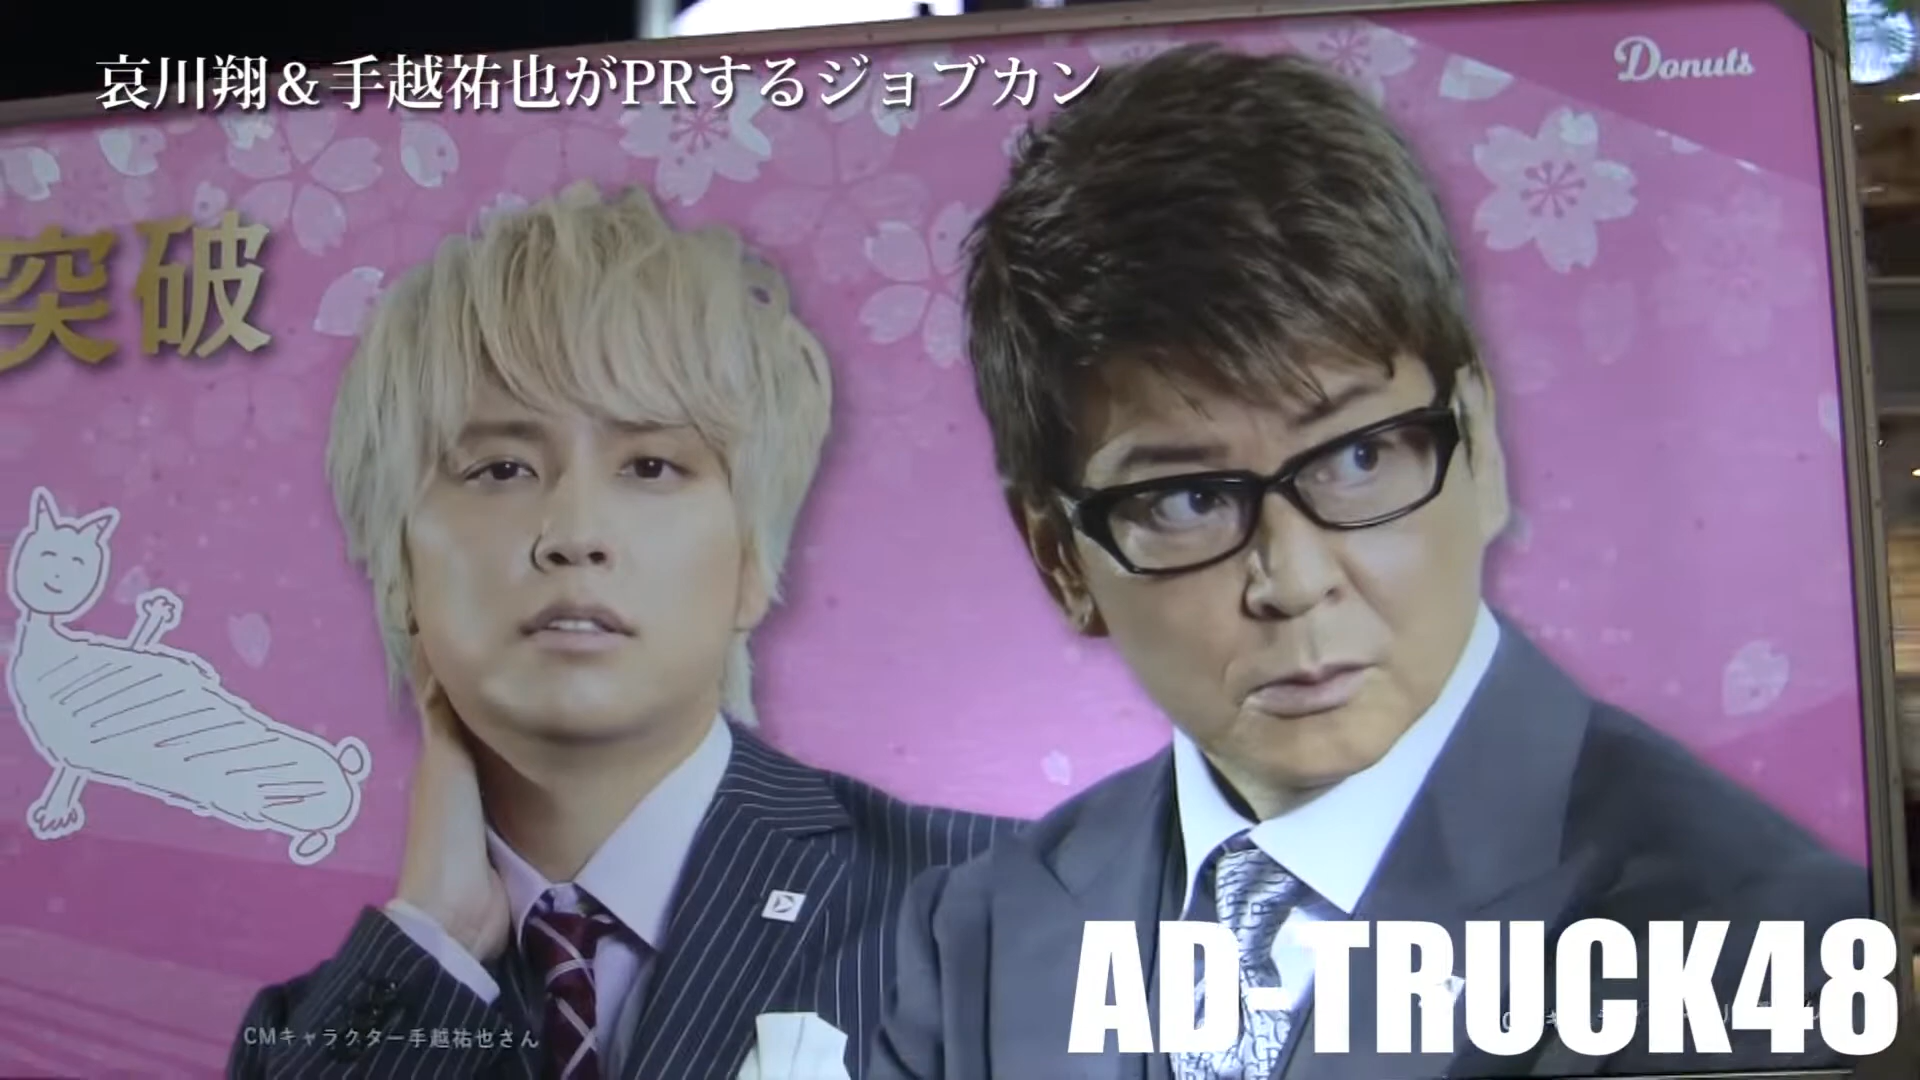 哀川翔＆手越祐也がPRするジョブカン
Donuts
突破
CMキャラクター手越祐也さん
AD-TRUCK48